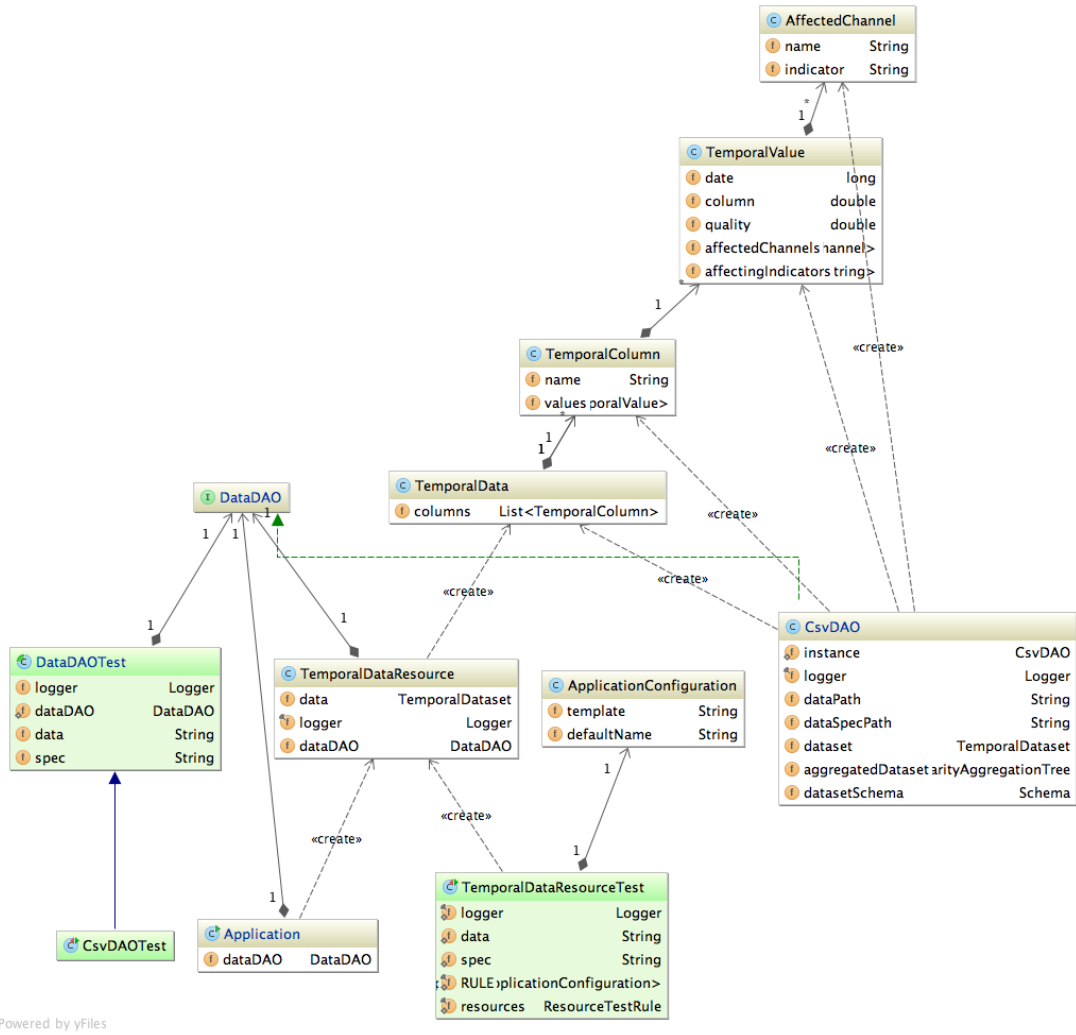 AffectedChannel
name String
indicator String
*
1
TemporalValue
date long
column double
quality double
affectedChannels hannel>
affectingIndicators tring>
*
1
«create»
TemporalColumn
name String
values poralValue>
*
1
1
«create»
TemporalData
columns List<TemporalColumn>
DataDAO
1
1
1
«create»
«create»
«create»
CsvDAO
instance CsvDAO
logger Logger
dataPath String
dataSpecPath String
dataset TemporalDataset
aggregatedDataset arityAggregationTree
datasetSchema Schema
1
1
DataDAOTest
logger Logger
dataDAO DataDAO
data String
spec String
TemporalDataResource
data TemporalDataset
logger Logger
dataDAO DataDAO
ApplicationConfiguration
template String
defaultName String
1
«create»
«create»
1
1
TemporalDataResourceTest
logger Logger
data String
spec String
RULE plicationConfiguration>
resources ResourceTestRule
Application
dataDAO DataDAO
CsvDAOTest
Powered by yFiles